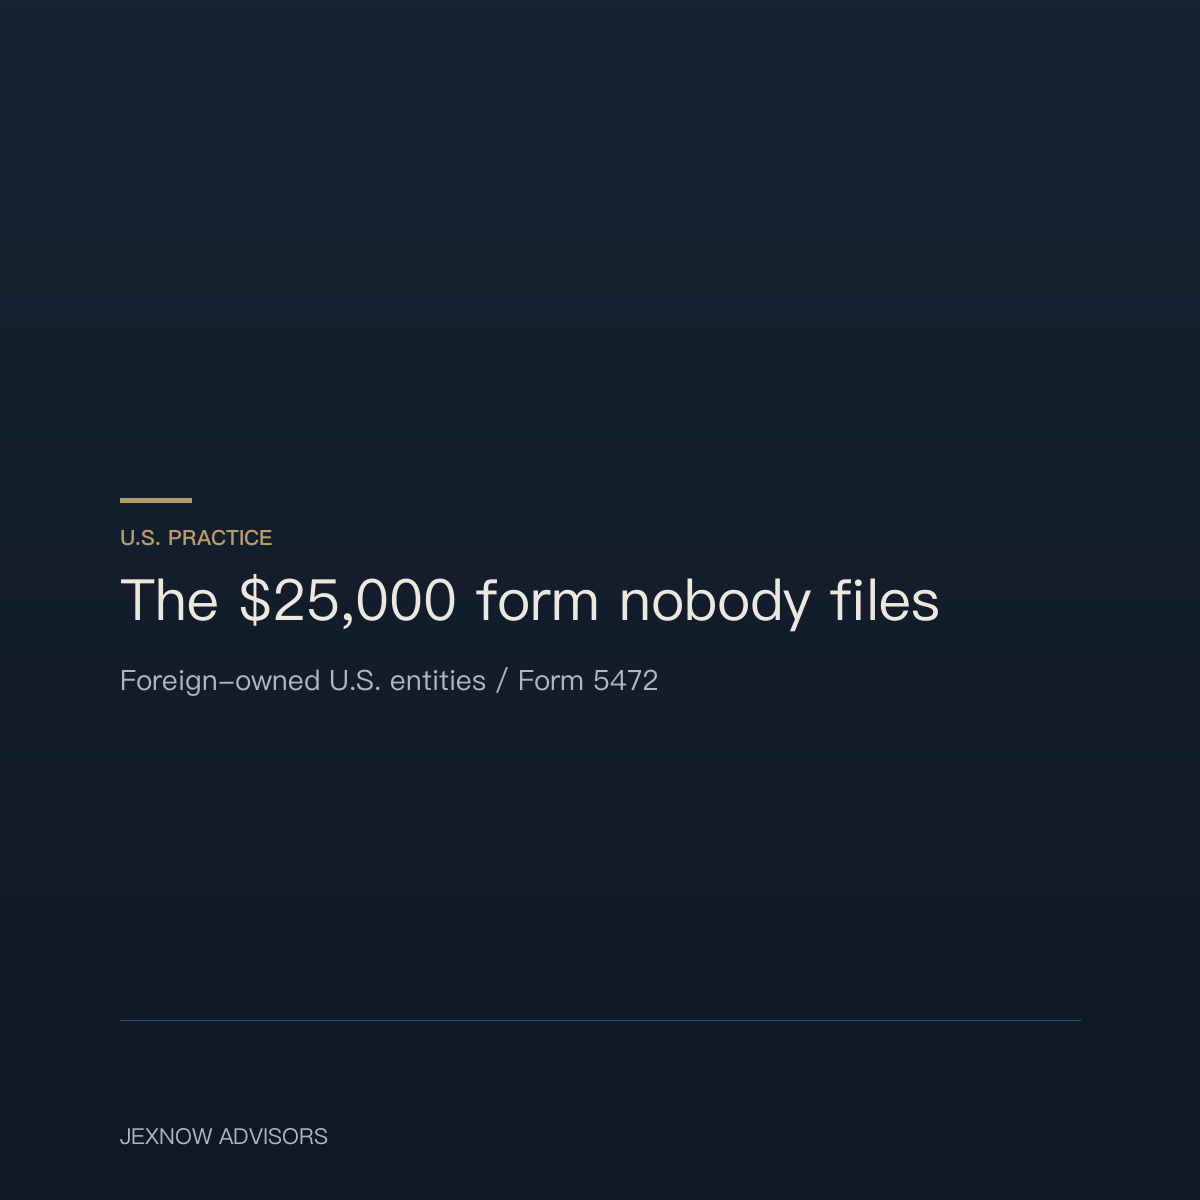 U.S. PRACTICE
The $25,000 form nobody files
Foreign–owned U.S. entities / Form 5472
JEXNOW ADVISORS